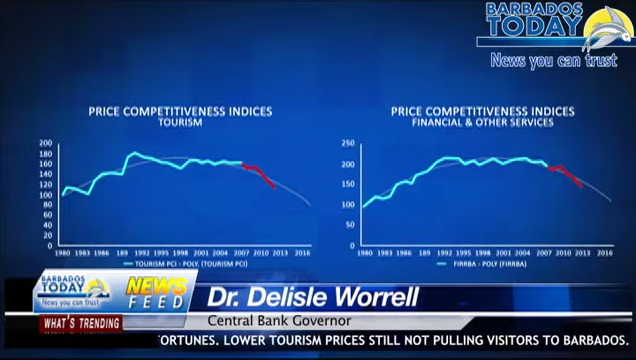 BARBADOS
TODAY
News you can trust
PRICE COMPETITIVENESS INDICES
TOURISM
200
180
160
140
120
100
80
60
40
20
0
1980 1983 186 189 1992 1995 1998 2001 2004 2007 2010 2013 2016
TOURISM PCI - POLY. (TOURISM PCI)
PRICE COMPETITIVENESS INDICES
FINANCIAL & OTHER SERVICES
250
200
150
100
50
0
1980 1983 1986 189 1992 1995 1998 2001 2004 2007 2010 2013 2016
FIRRBA - POLY (FIRRBA)
BARBADOS
TODAY
News you can trust
NEWS
FEED
Dr. Delisle Worrell
Central Bank Governor
WHAT'S TRENDING
ORTUNES. LOWER TOURISM PRICES STILL NOT PULLING VISITORS TO BARBADOS.